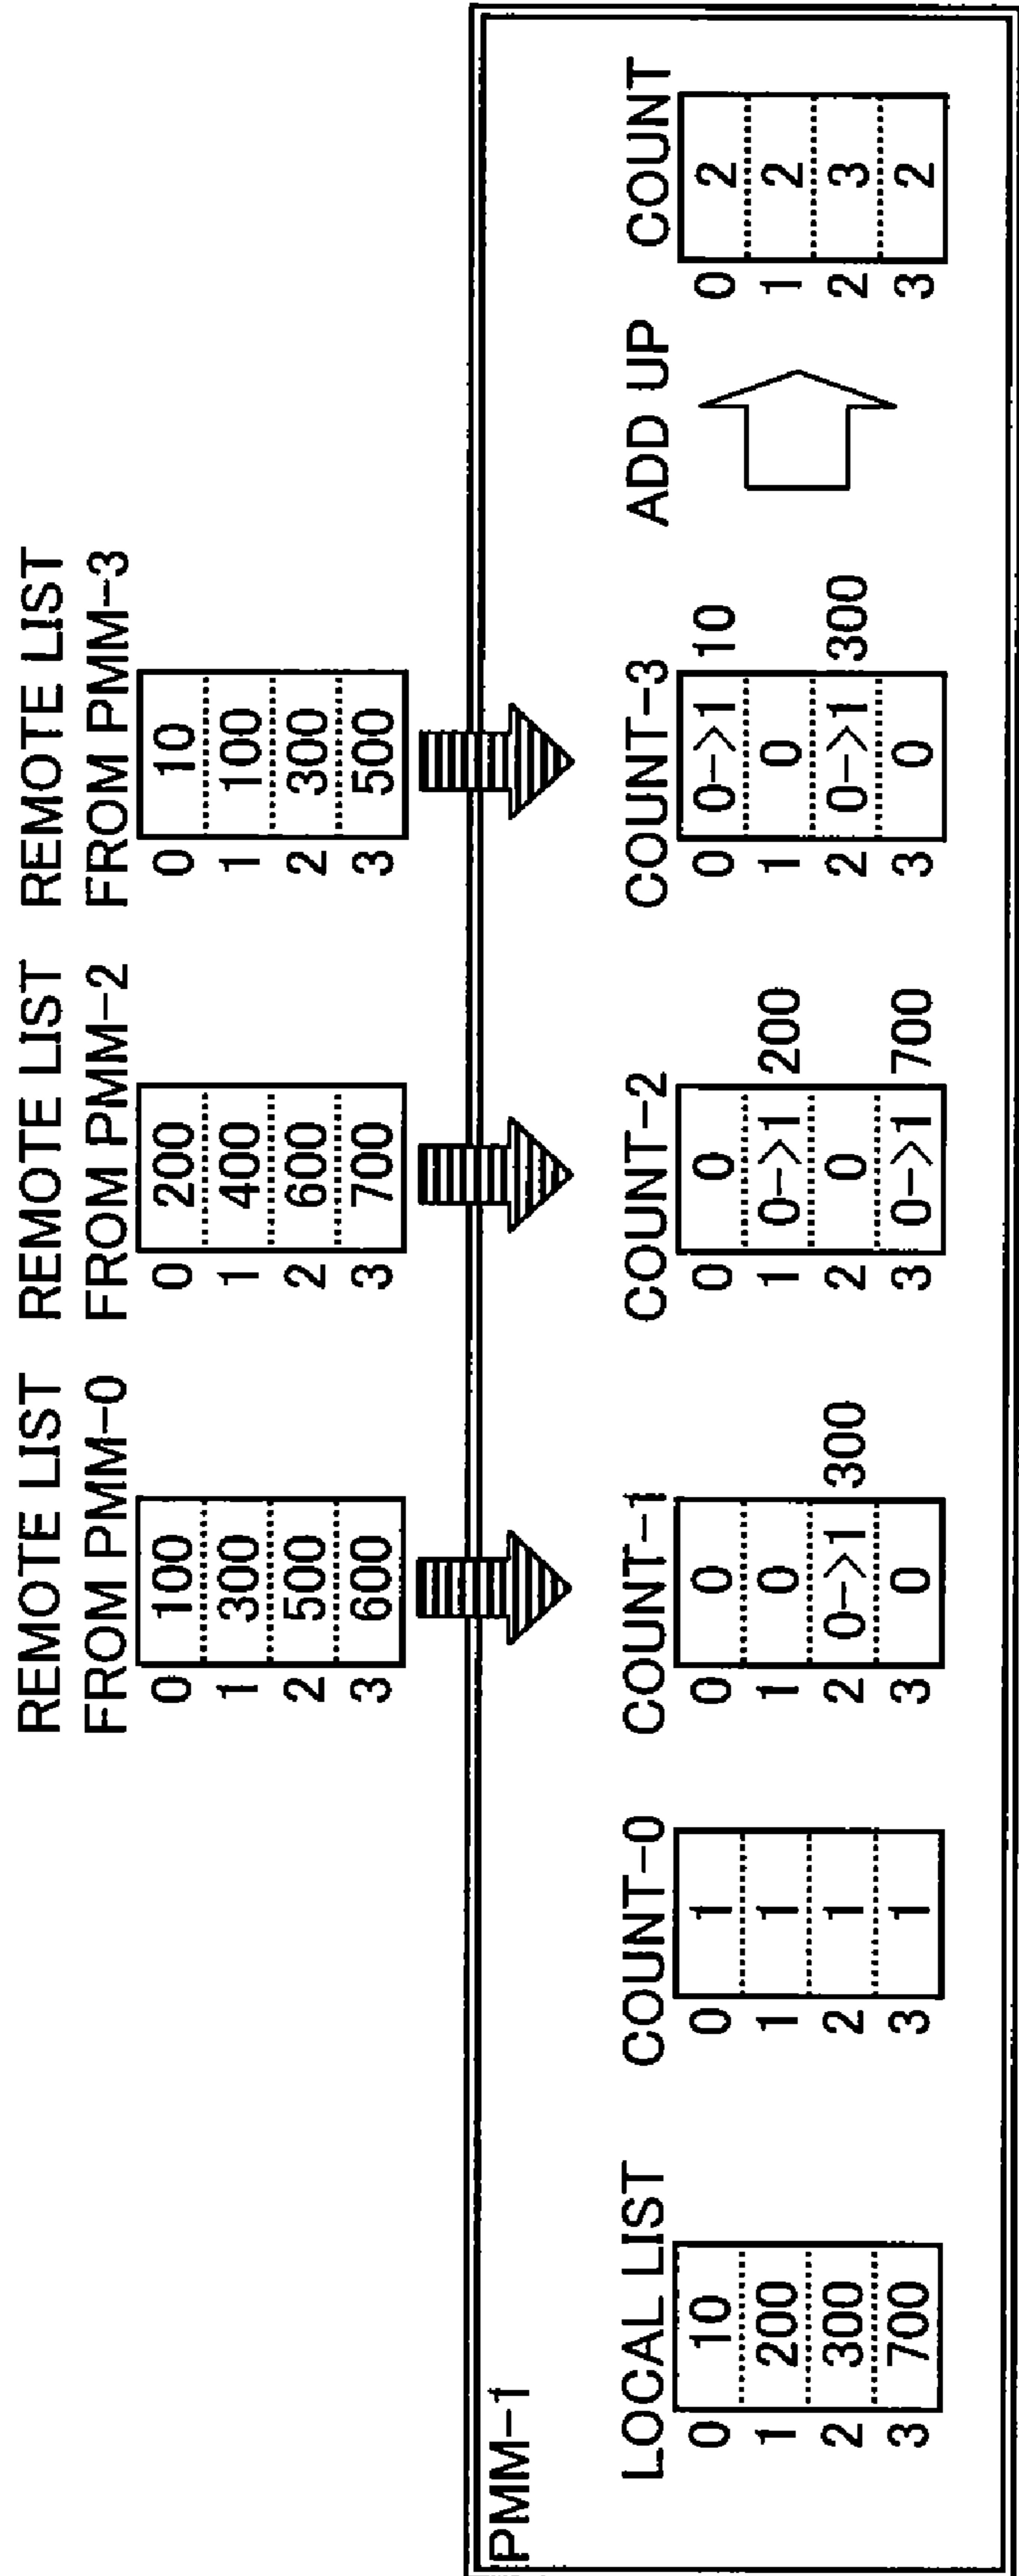 REMOTE LIST REMOTE LIST REMOTE LIST
FROM PMM-0 FROM PMM-2 FROM PMM-3
0 100 0 200 0 10
1 300 1 400 1 100
2 500 2 600 2 300
3 600 3 700 3 500
PMM-1
LOCAL LIST COUNT-0 COUNT-1 COUNT-2 COUNT-3 ADD UP COUNT
0 10 0 1 0 0 0 0 0 0->1 10 0 2
1 200 1 1 1 0 1 0->1 200 1 0 1 2
2 300 2 1 2 0->1 300 2 0 2 0->1 300 2 3
3 700 3 1 3 0 3 0->1 700 3 0 3 2